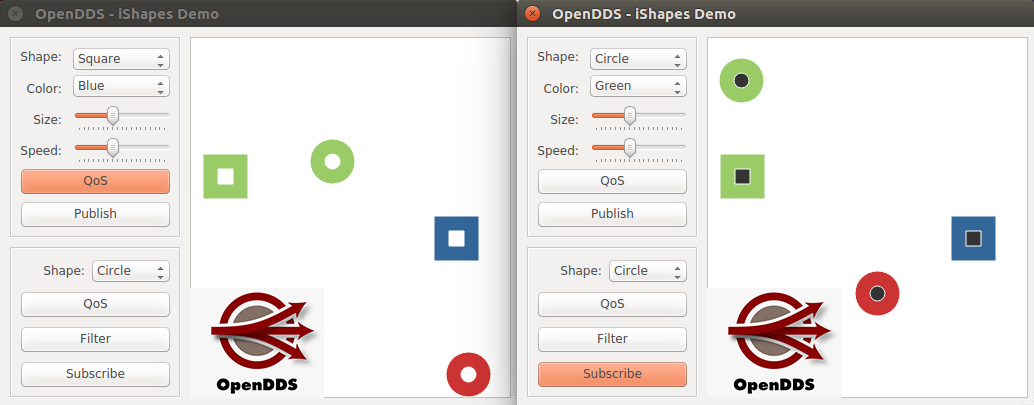 OpenDDS - iShapes Demo
Shape: Square
Color: Blue
Size:
Speed:
QoS
Publish
Shape: Circle
QoS
Filter
Subscribe
OpenDDS
OpenDDS - iShapes Demo
Shape: Circle
Color: Green
Size:
Speed:
QoS
Publish
Shape: Circle
QoS
Filter
Subscribe
OpenDDS